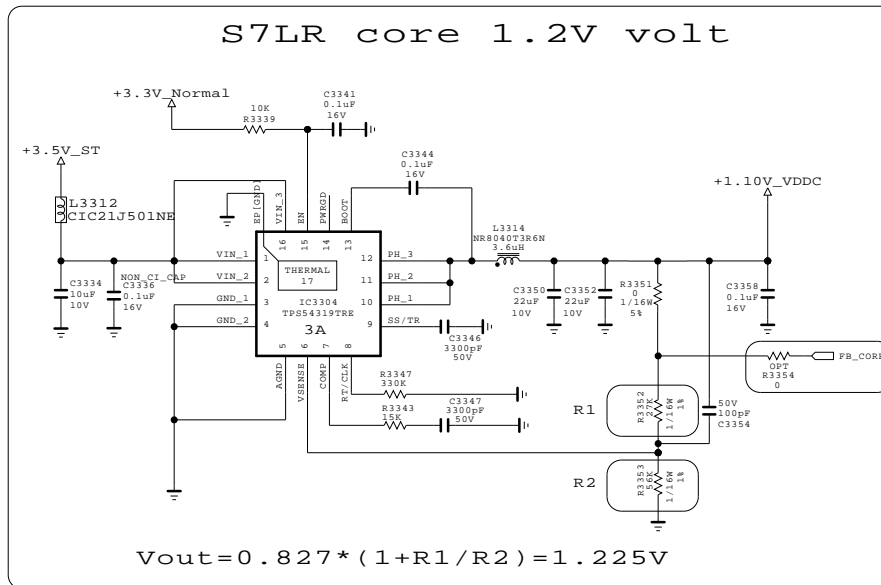 S7LR core 1.2V volt
+3.3V_Normal
10K
R3339
C3341
0.1uF
16V
+3.5V_ST
L3312
CIC21J501NE
C3344
0.1uF
16V
+1.10V_VDDC
EP[GND]
VIN_3
EN
PWRGD
BOOT
16
15
14
13
L3314
NR8040T3R6N
3.6uH
VIN_1
1
VIN_2
2
GND_1
3
GND_2
4
THERMAL
17
IC3304
TPS54319TRE
3A
12
PH_3
11
PH_2
10
PH_1
9
SS/TR
C3334
10uF
10V
NON_CI_CAP
C3336
0.1uF
16V
C3350
22uF
10V
C3352
22uF
10V
R3351
0
1/16W
5%
C3358
0.1uF
16V
C3346
3300pF
50V
5
6
7
8
AGND
VSENSE
COMP
RT/CLK
R3347
330K
R3343
15K
C3347
3300pF
50V
OPT
R3354
0
FB_CORE
R1
R3352
27K
1/16W
1%
50V
100pF
C3354
R2
R3353
56K
1/16W
1%
Vout=0.827*(1+R1/R2)=1.225V